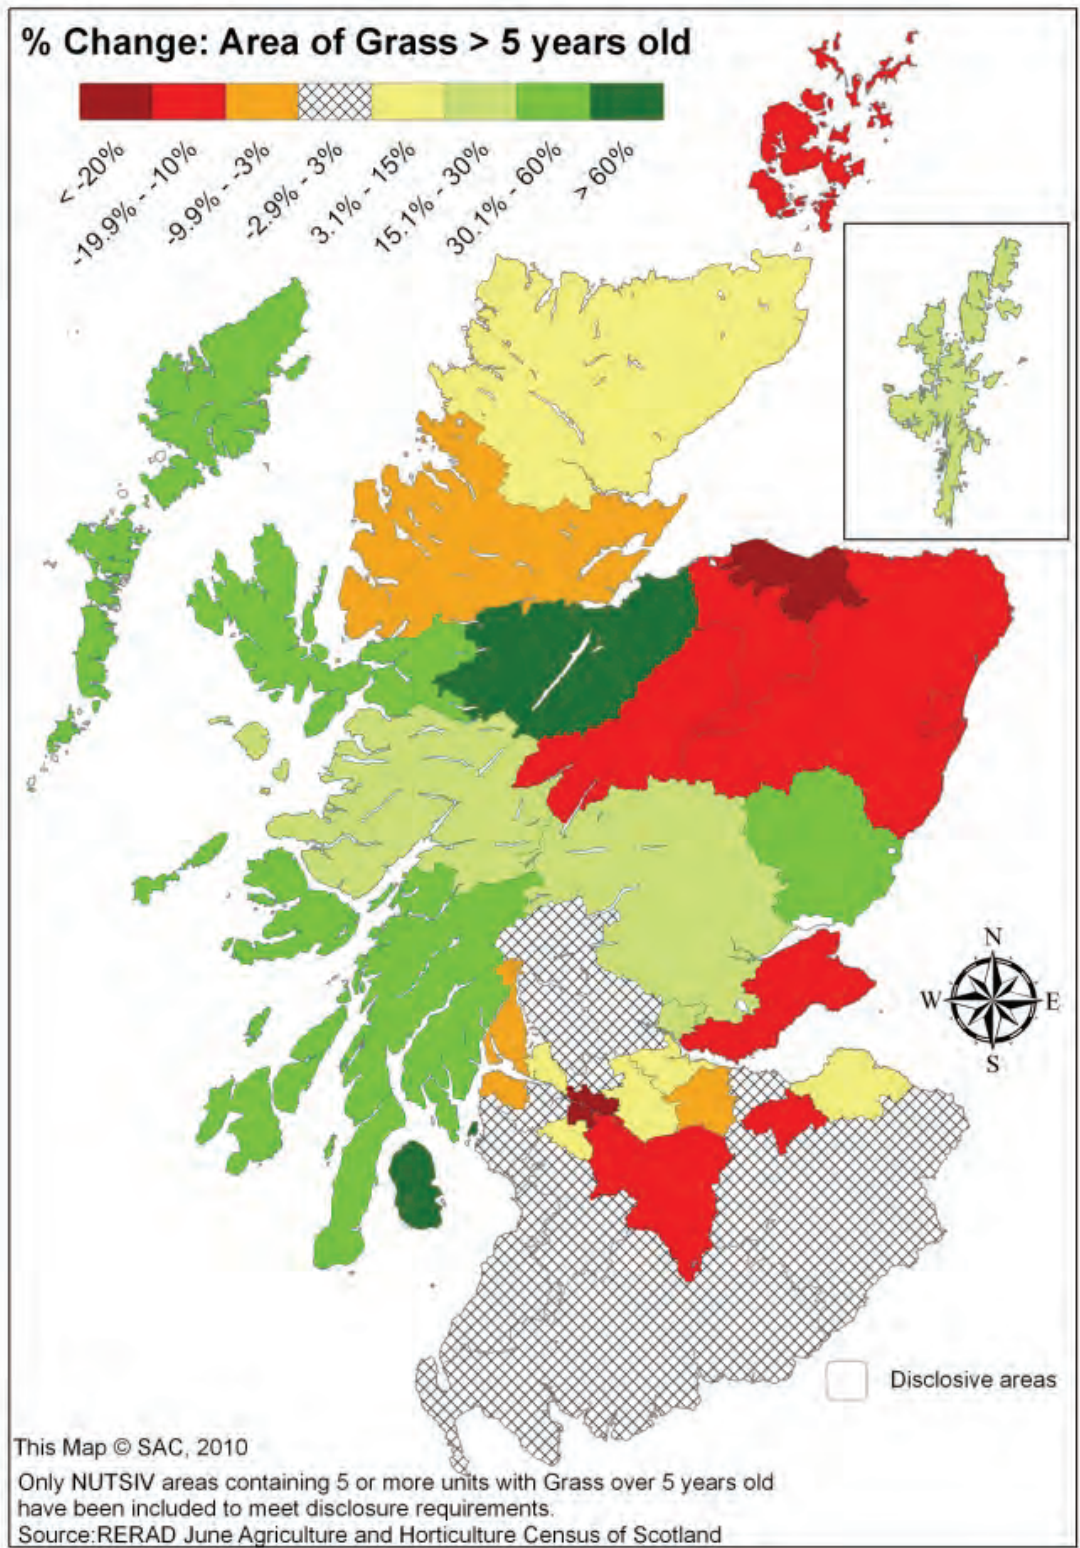 % Change: Area of Grass > 5 years old
< -20%
-19.9% - -10%
-9.9% - -3%
-2.9% - 3%
3.1% - 15%
15.1% - 30%
30.1% - 60%
> 60%
N
W E
S
Disclosive areas
This Map © SAC, 2010
Only NUTSIV areas containing 5 or more units with Grass over 5 years old
have been included to meet disclosure requirements.
Source:RERAD June Agriculture and Horticulture Census of Scotland